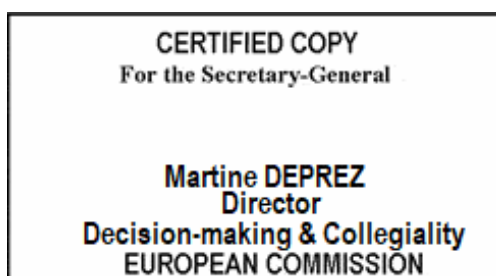 CERTIFIED COPY
For the Secretary-General
Martine DEPREZ
Director
Decision-making & Collegiality
EUROPEAN COMMISSION